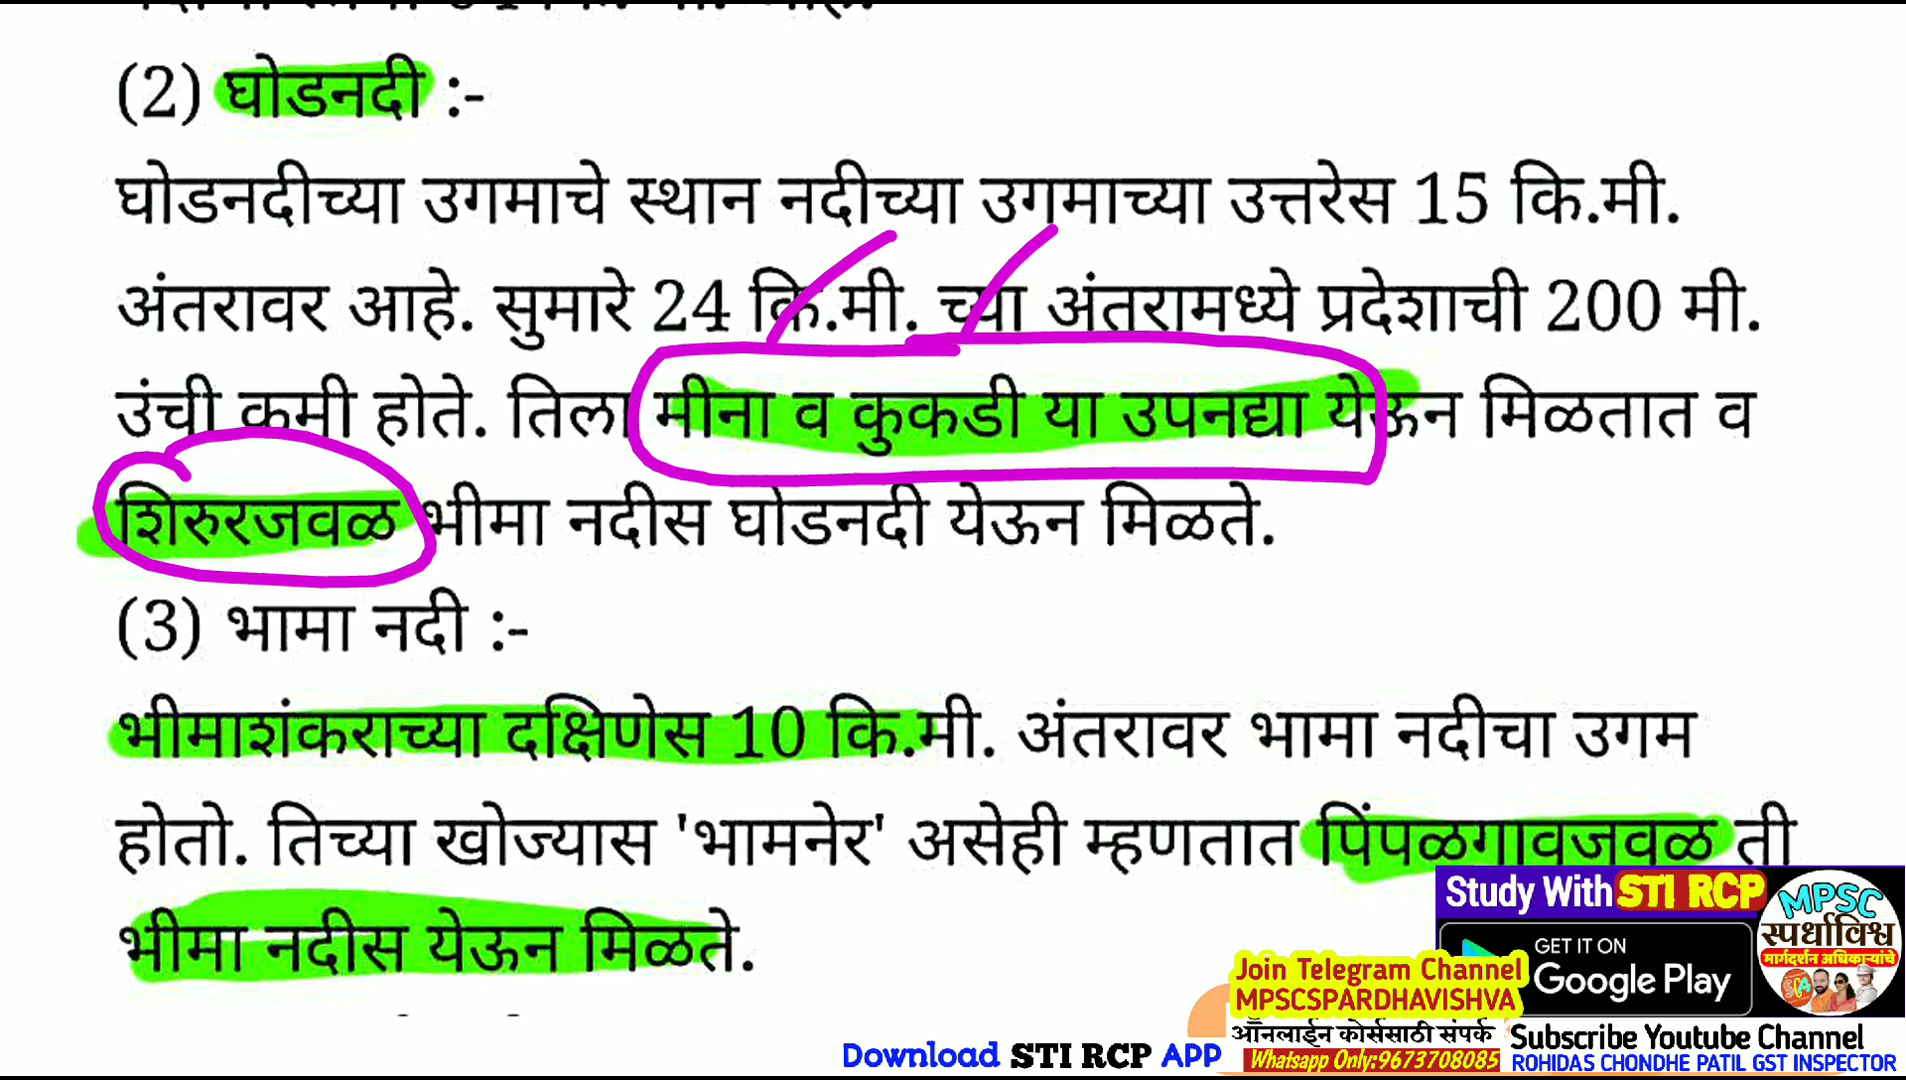 (2) घोडनदी :-
घोडनदीच्या उगमाचे स्थान नदीच्या उगमाच्या उत्तरेस 15 कि.मी.
अंतरावर आहे. सुमारे 24 कि.मी. च्या अंतरामध्ये प्रदेशाची 200 मी.
उंची कमी होते. तिला मीना व कुकडी या उपनद्या येऊन मिळतात व
शिरुरजवळ भीमा नदीस घोडनदी येऊन मिळते.
(3) भामा नदी :-
भीमाशंकराच्या दक्षिणेस 10 कि.मी. अंतरावर भामा नदीचा उगम
होतो. तिच्या खोज्यास 'भामनेर' असेही म्हणतात पिंपळगावजवळ ती
भीमा नदीस येऊन मिळते.
Study With STI RCP
GET IT ON
Google Play
MPSC
स्पर्धाविश्व
मार्गदर्शन अधिकाऱ्यांचे
Join Telegram Channel
MPSCSPARDHAVISHVA
ऑनलाईन कोर्ससाठी संपर्क
Whatsapp Only:9673708085
Subscribe Youtube Channel
ROHIDAS CHONDHE PATIL GST INSPECTOR
Download STI RCP APP